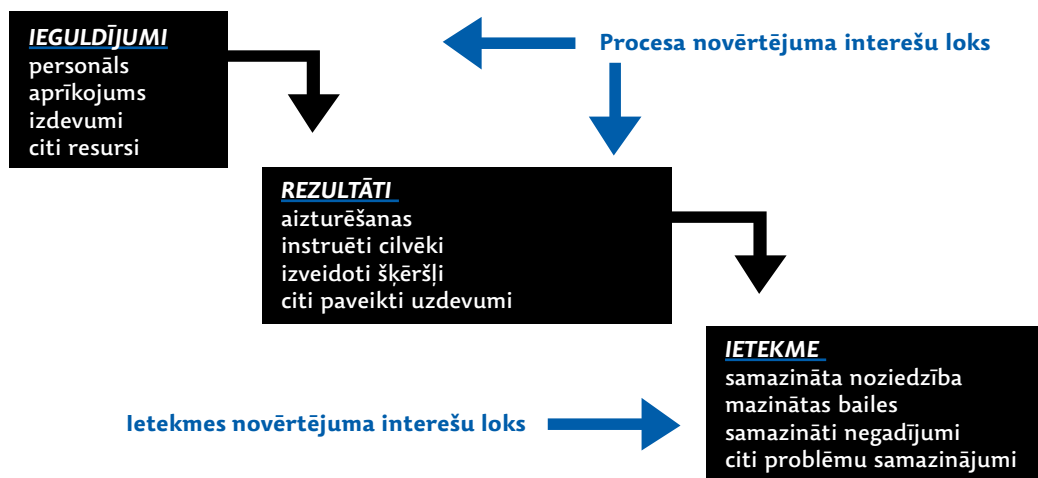 IEGULDĪJUMI
personāls
aprīkojums
izdevumi
citi resursi
Procesa novērtējuma interešu loks
REZULTĀTI
aizturēšanas
instruēti cilvēki
izveidoti šķēršļi
citi paveikti uzdevumi
IETEKME
samazināta noziedzība
mazinātas bailes
samazināti negadījumi
citi problēmu samazinājumi
Ietekmes novērtējuma interešu loks